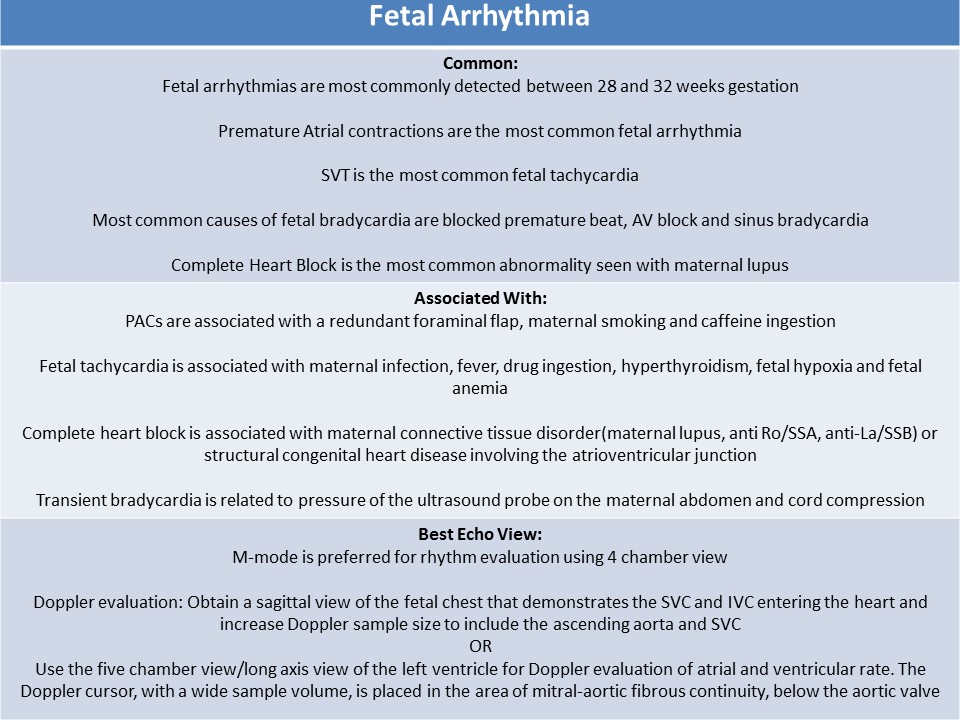 Fetal Arrhythmia
Common:
Fetal arrhythmias are most commonly detected between 28 and 32 weeks gestation
Premature Atrial contractions are the most common fetal arrhythmia
SVT is the most common fetal tachycardia
Most common causes of fetal bradycardia are blocked premature beat, AV block and sinus bradycardia
Complete Heart Block is the most common abnormality seen with maternal lupus
Associated With:
PACs are associated with a redundant foraminal flap, maternal smoking and caffeine ingestion
Fetal tachycardia is associated with maternal infection, fever, drug ingestion, hyperthyroidism, fetal hypoxia and fetal
anemia
Complete heart block is associated with maternal connective tissue disorder(maternal lupus, anti Ro/SSA, anti-La/SSB) or
structural congenital heart disease involving the atrioventricular junction
Transient bradycardia is related to pressure of the ultrasound probe on the maternal abdomen and cord compression
Best Echo View:
M-mode is preferred for rhythm evaluation using 4 chamber view
Doppler evaluation: Obtain a sagittal view of the fetal chest that demonstrates the SVC and IVC entering the heart and
increase Doppler sample size to include the ascending aorta and SVC
OR
Use the five chamber view/long axis view of the left ventricle for Doppler evaluation of atrial and ventricular rate. The
Doppler cursor, with a wide sample volume, is placed in the area of mitral-aortic fibrous continuity, below the aortic valve